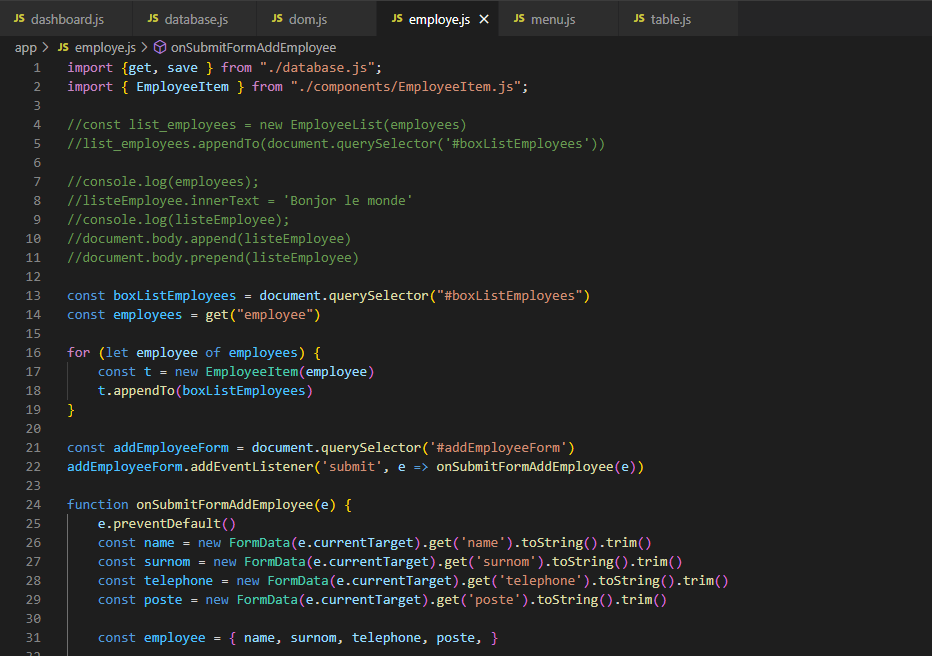 JS dashboard.js JS database.js JS dom.js JS employe.js × JS menu.js JS table.js
app > JS employe.js > onSubmitFormAddEmployee
1 import {get, save } from "./database.js";
2 import { EmployeeItem } from "./components/EmployeeItem.js";
3
4 //const list_employees = new EmployeeList(employees)
5 //list_employees.appendTo(document.querySelector('#boxListEmployees'))
6
7 //console.log(employees);
8 //listeEmployee.innerText = 'Bonjor le monde'
9 //console.log(listeEmployee);
10 //document.body.append(listeEmployee)
11 //document.body.prepend(listeEmployee)
12
13 const boxListEmployees = document.querySelector("#boxListEmployees")
14 const employees = get("employee")
15
16 for (let employee of employees) {
17 const t = new EmployeeItem(employee)
18 t.appendTo(boxListEmployees)
19 }
20
21 const addEmployeeForm = document.querySelector('#addEmployeeForm')
22 addEmployeeForm.addEventListener('submit', e => onSubmitFormAddEmployee(e))
23
24 function onSubmitFormAddEmployee(e) {
25 e.preventDefault()
26 const name = new FormData(e.currentTarget).get('name').toString().trim()
27 const surnom = new FormData(e.currentTarget).get('surnom').toString().trim()
28 const telephone = new FormData(e.currentTarget).get('telephone').toString().trim()
29 const poste = new FormData(e.currentTarget).get('poste').toString().trim()
30
31 const employee = { name, surnom, telephone, poste, }
32